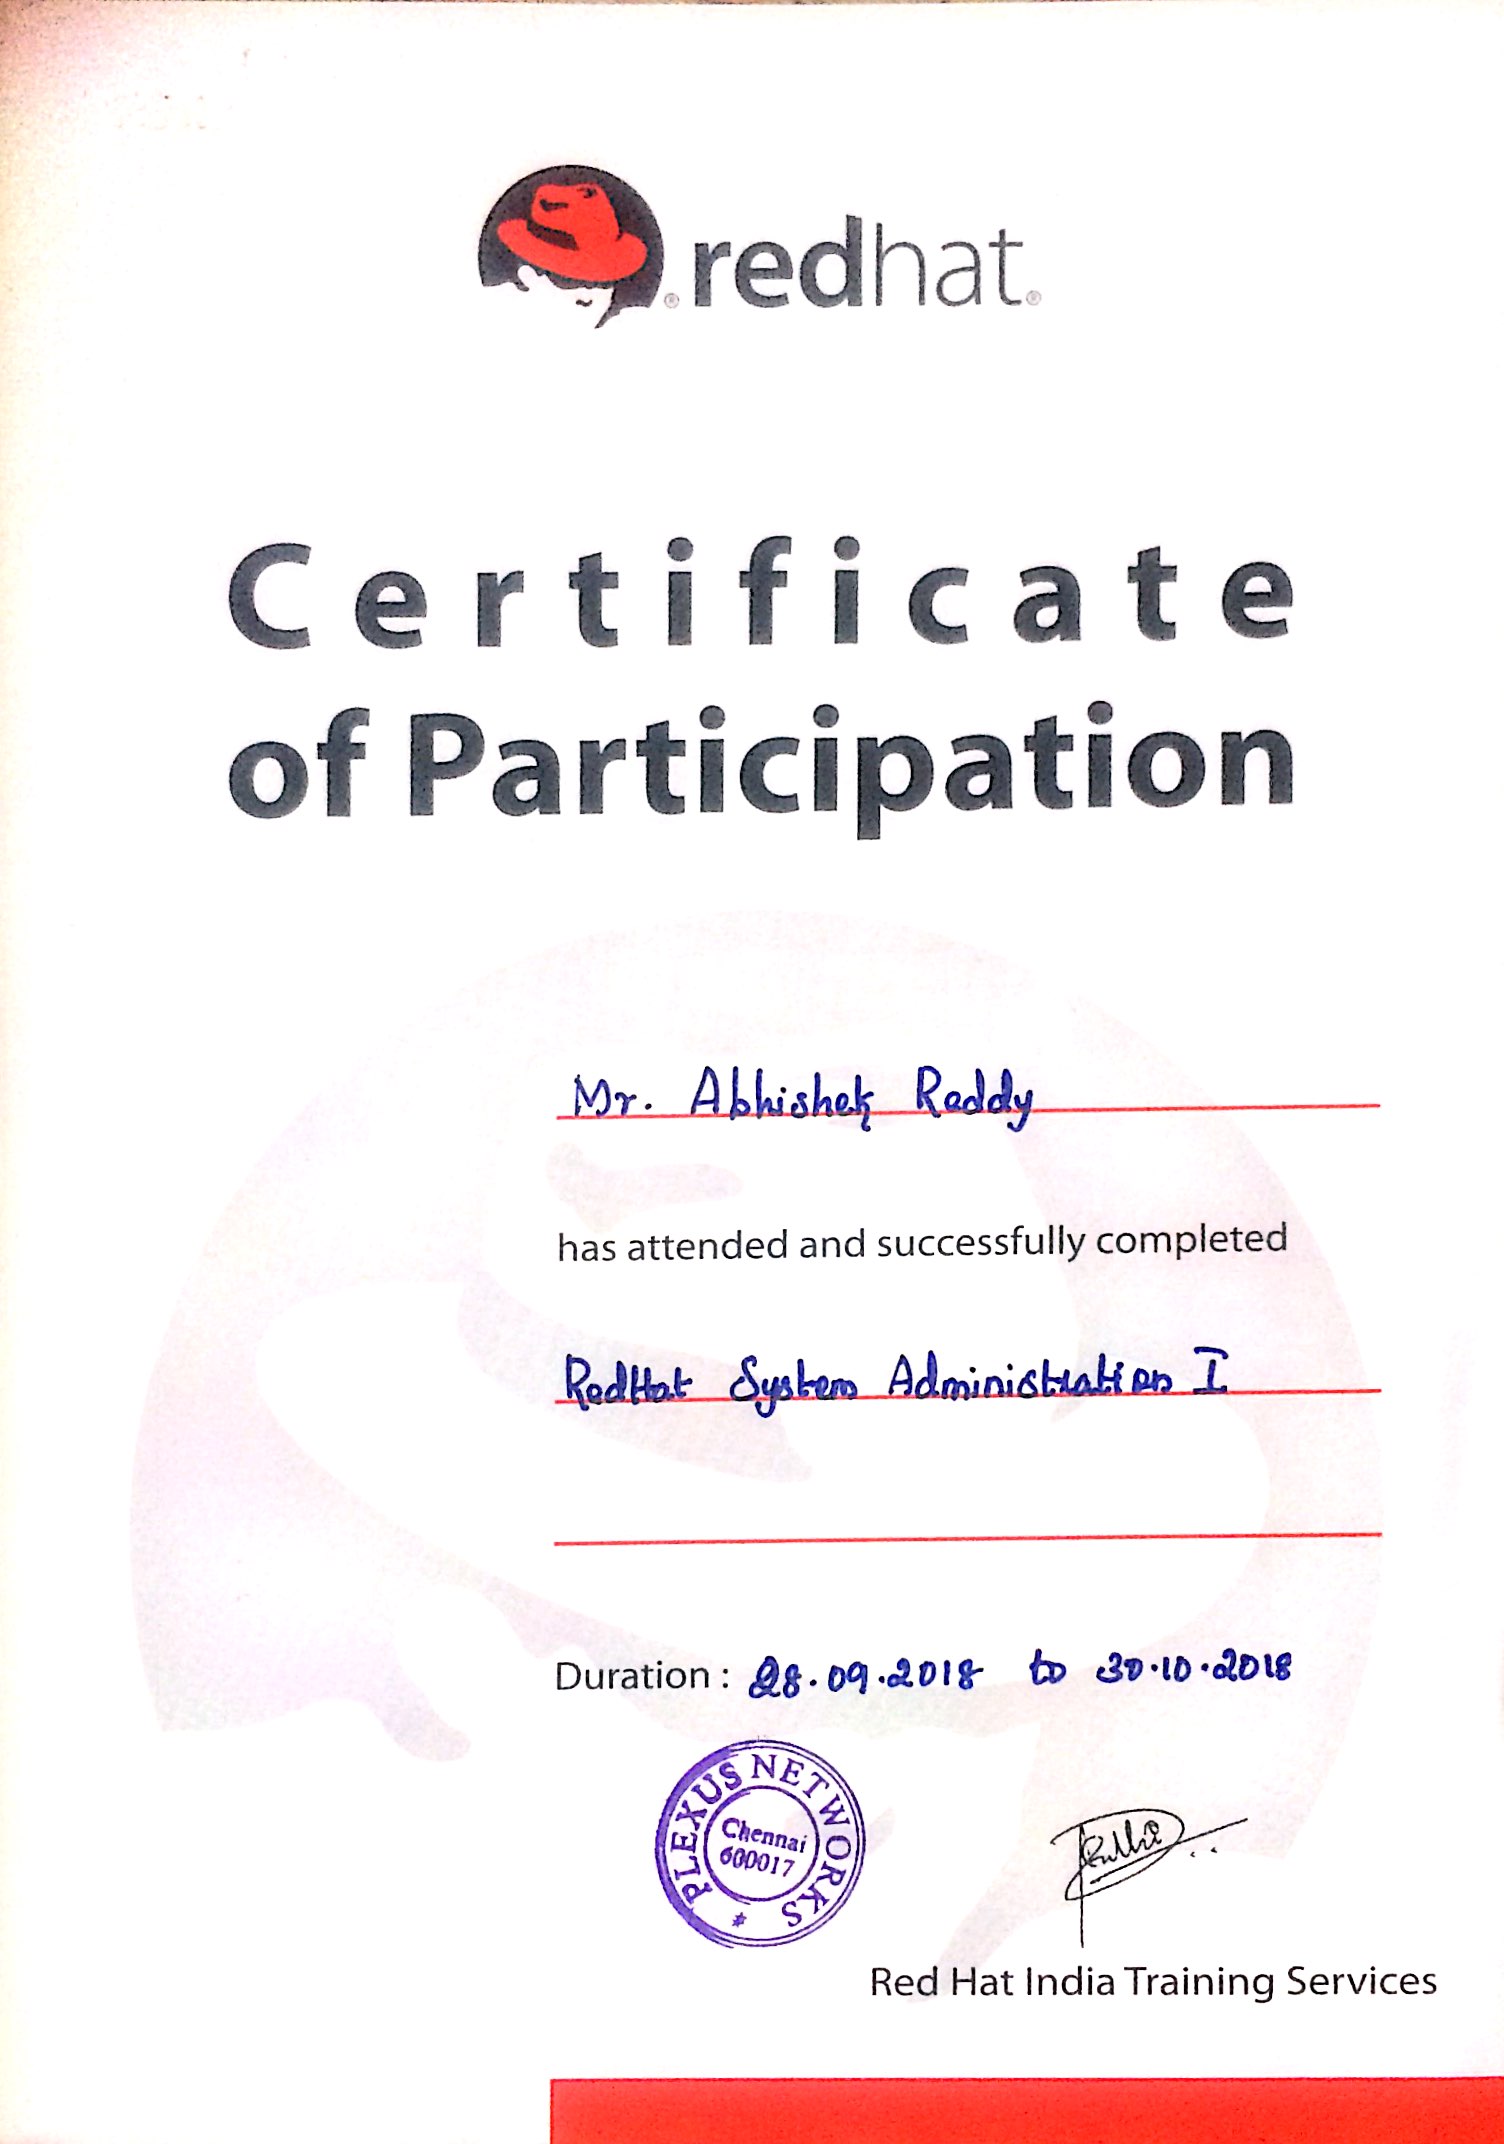 redhat.
Certificate
of Participation
Mr. Abhishek Reddy
has attended and successfully completed
RedHat System Administration I
Duration : 28.09.2018 to 30.10.2018
PLEXUS NETWORKS
Chennai
600017
Red Hat India Training Services